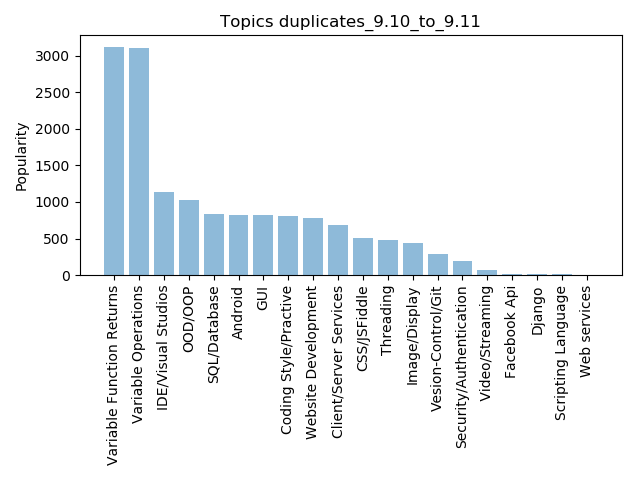 Topics duplicates_9.10_to_9.11
Popularity
3000
2500
2000
1500
1000
500
0
Variable Function Returns
Variable Operations
IDE/Visual Studios
OOD/OOP
SQL/Database
Android
GUI
Coding Style/Practive
Website Development
Client/Server Services
CSS/JSFiddle
Threading
Image/Display
Vesion-Control/Git
Security/Authentication
Video/Streaming
Facebook Api
Django
Scripting Language
Web services